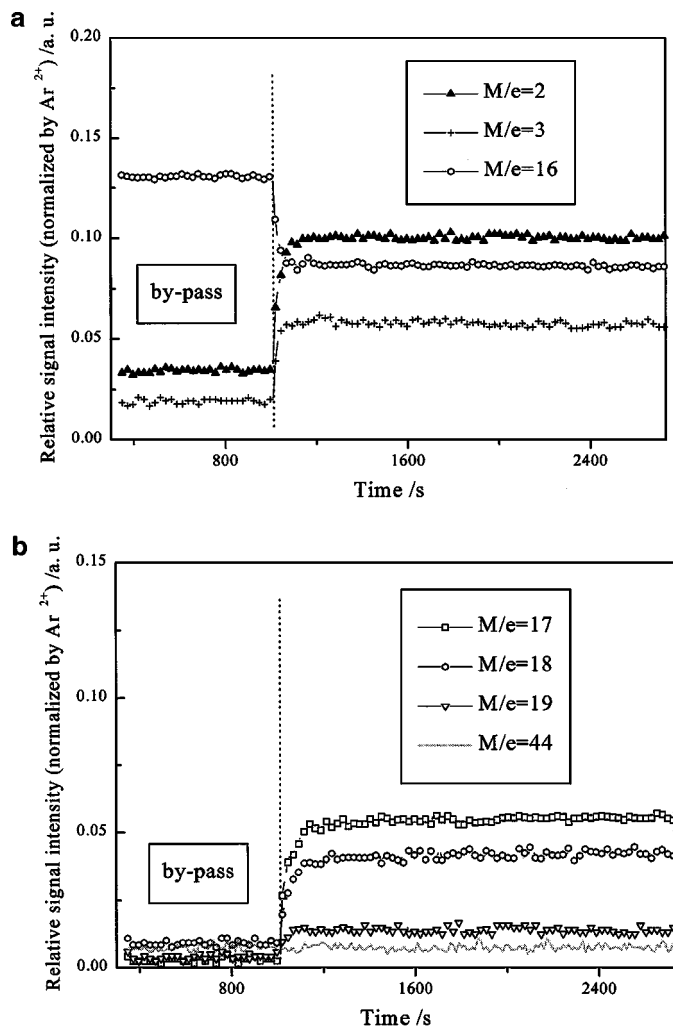 a
Relative signal intensity (normalized by Ar 2+) /a. u.
0.20
0.15
0.10
0.05
0.00
M/e=2
M/e=3
M/e=16
by-pass
800
1600
2400
Time /s
b
Relative signal intensity (normalized by Ar 2+) /a. u.
0.15
0.10
0.05
0.00
M/e=17
M/e=18
M/e=19
M/e=44
by-pass
800
1600
2400
Time /s